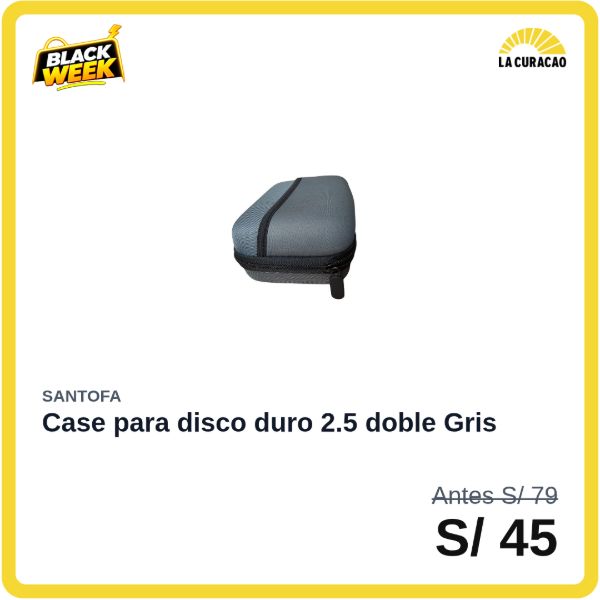 BLACK
WEEK
LA CURACAO
SANTOFA
Case para disco duro 2.5 doble Gris
Antes S/ 79
S/ 45